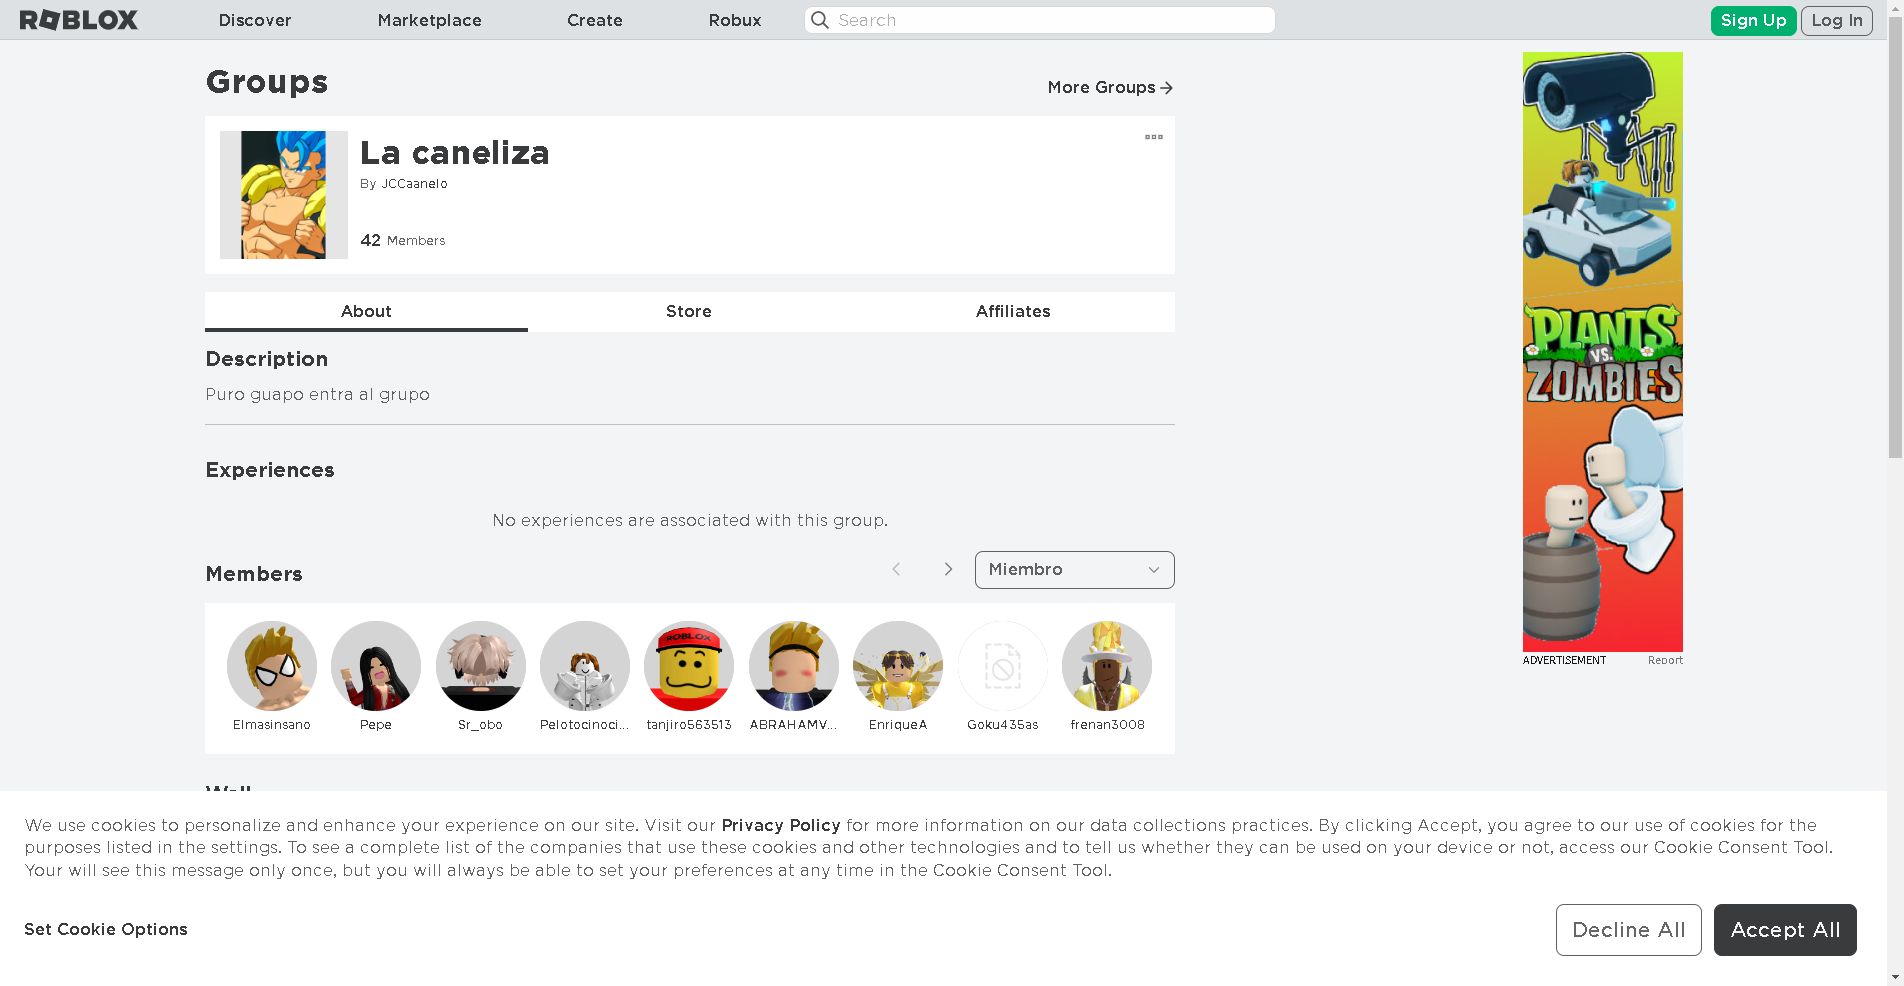 ROBLOX
Discover
Marketplace
Create
Robux
Search
Sign Up
Log In
Groups
More Groups
La caneliza
By JCCaanelo
42 Members
About
Store
Affiliates
Description
Puro guapo entra al grupo
Experiences
No experiences are associated with this group.
Members
Miembro
ROBLOX
Elmasinsano
Pepe
Sr_obo
Pelotocinoci...
tanjiro563513
ABRAHAMV...
EnriqueA
Goku435as
frenan3008
PLANTS
VS.
ZOMBIES
ADVERTISEMENT
Report
We use cookies to personalize and enhance your experience on our site. Visit our Privacy Policy for more information on our data collections practices. By clicking Accept, you agree to our use of cookies for the
purposes listed in the settings. To see a complete list of the companies that use these cookies and other technologies and to tell us whether they can be used on your device or not, access our Cookie Consent Tool.
Your will see this message only once, but you will always be able to set your preferences at any time in the Cookie Consent Tool.
Set Cookie Options
Decline All
Accept All